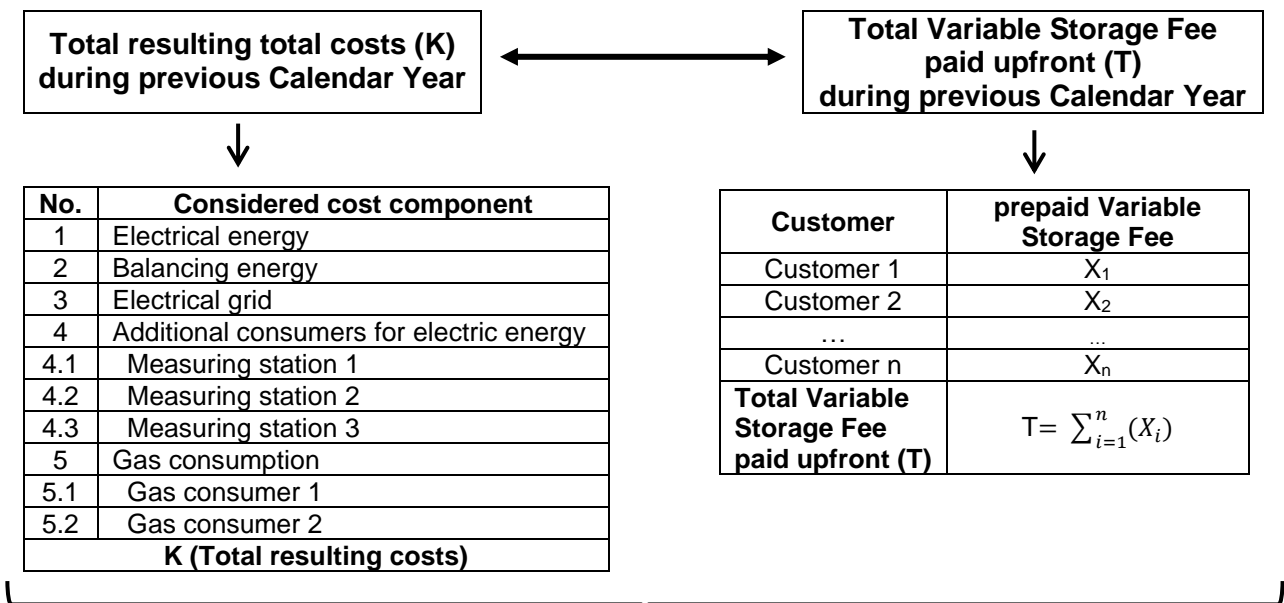 Total resulting total costs (K)
during previous Calendar Year
Total Variable Storage Fee
paid upfront (T)
during previous Calendar Year
No. Considered cost component
1 Electrical energy
2 Balancing energy
3 Electrical grid
4 Additional consumers for electric energy
4.1 Measuring station 1
4.2 Measuring station 2
4.3 Measuring station 3
5 Gas consumption
5.1 Gas consumer 1
5.2 Gas consumer 2
K (Total resulting costs)
Customer prepaid Variable
Storage Fee
Customer 1 X₁
Customer 2 X₂
… …
Customer n Xₙ
Total Variable
Storage Fee
paid upfront (T)
T= ∑ⁿᵢ₌₁(Xᵢ)